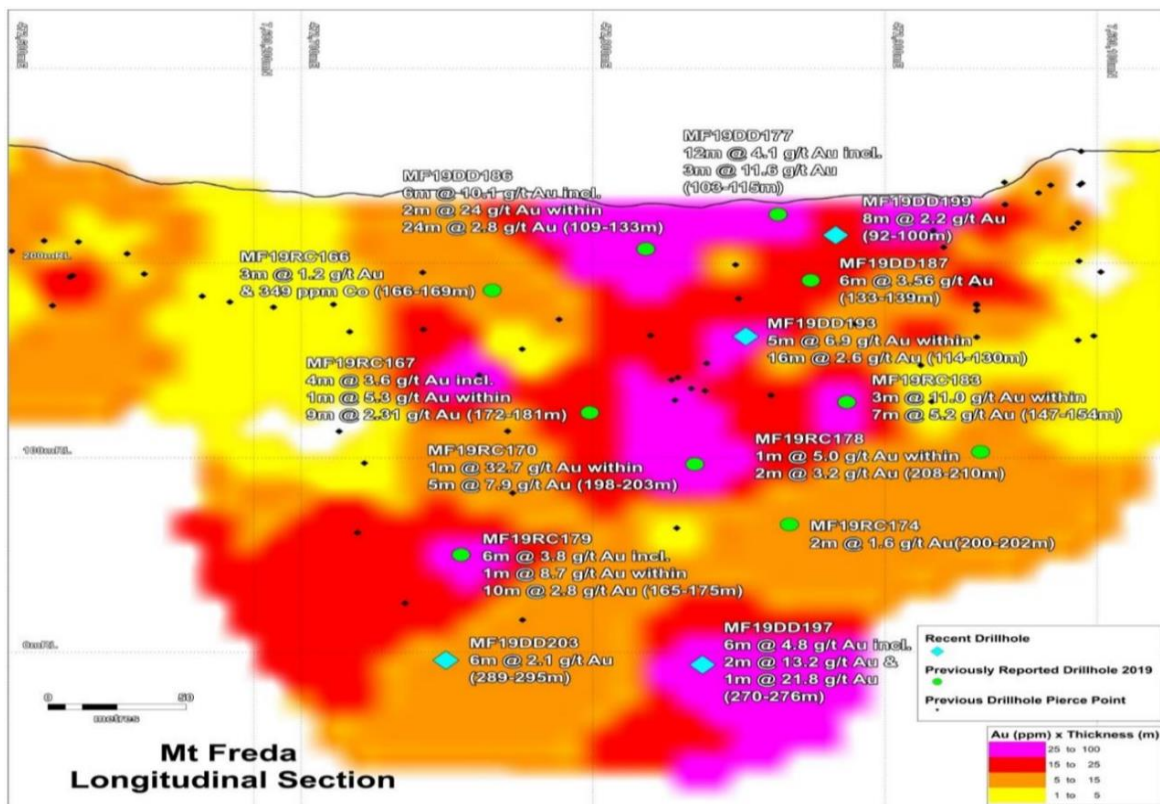 MF19DD177
12m @ 4.1 g/t Au incl.
3m @ 11.6 g/t Au
(103-115m)
MF19DD186
6m @ 10.1 g/t Au incl.
2m @ 24 g/t Au within
24m @ 2.8 g/t Au (109-133m)
MF19DD199
8m @ 2.2 g/t Au
(92-100m)
200mRL
MF19RC166
3m @ 1.2 g/t Au
& 349 ppm Co (166-169m)
MF19DD187
6m @ 3.56 g/t Au
(133-139m)
MF19DD193
5m @ 6.9 g/t Au within
16m @ 2.6 g/t Au (114-130m)
MF19RC167
4m @ 3.6 g/t Au incl.
1m @ 5.3 g/t Au within
9m @ 2.31 g/t Au (172-181m)
MF19RC183
3m @ 11.0 g/t Au within
7m @ 5.2 g/t Au (147-154m)
100mRL
MF19RC170
1m @ 32.7 g/t Au within
5m @ 7.9 g/t Au (198-203m)
MF19RC178
1m @ 5.0 g/t Au within
2m @ 3.2 g/t Au (208-210m)
MF19RC174
2m @ 1.6 g/t Au(200-202m)
MF19RC179
6m @ 3.8 g/t Au incl.
1m @ 8.7 g/t Au within
10m @ 2.8 g/t Au (165-175m)
0mRL
MF19DD203
6m @ 2.1 g/t Au
(289-295m)
MF19DD197
6m @ 4.8 g/t Au incl.
2m @ 13.2 g/t Au &
1m @ 21.8 g/t Au
(270-276m)
0 50
metres
Mt Freda
Longitudinal Section
Recent Drillhole
Previously Reported Drillhole 2019
Previous Drillhole Pierce Point
Au (ppm) x Thickness (m)
25 to 100
15 to 25
5 to 15
1 to 5